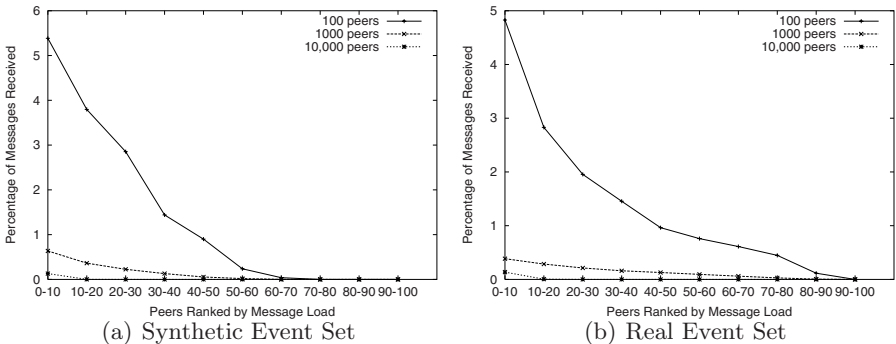 6
5
4
3
2
1
0
Percentage of Messages Received
100 peers
1000 peers
10,000 peers
0-10 10-20 20-30 30-40 40-50 50-60 60-70 70-80 80-90 90-100
Peers Ranked by Message Load
(a) Synthetic Event Set
5
4
3
2
1
0
Percentage of Messages Received
100 peers
1000 peers
10,000 peers
0-10 10-20 20-30 30-40 40-50 50-60 60-70 70-80 80-90 90-100
Peers Ranked by Message Load
(b) Real Event Set